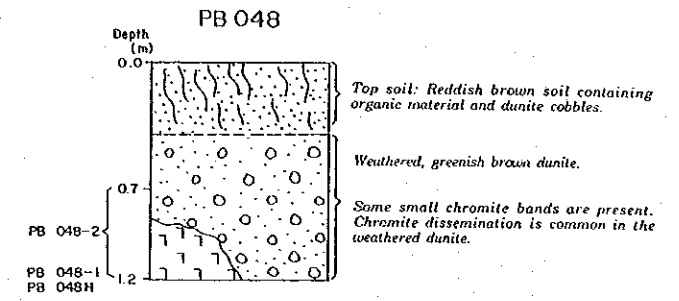 PB 048
Depth
(m)
0.0
Top soil: Reddish brown soil containing
organic material and dunite cobbles.
Weathered, greenish brown dunite.
0.7
Some small chromite bands are present.
Chromite dissemination is common in the
weathered dunite.
PB 048-2
PB 048-1
PB 048H
1.2